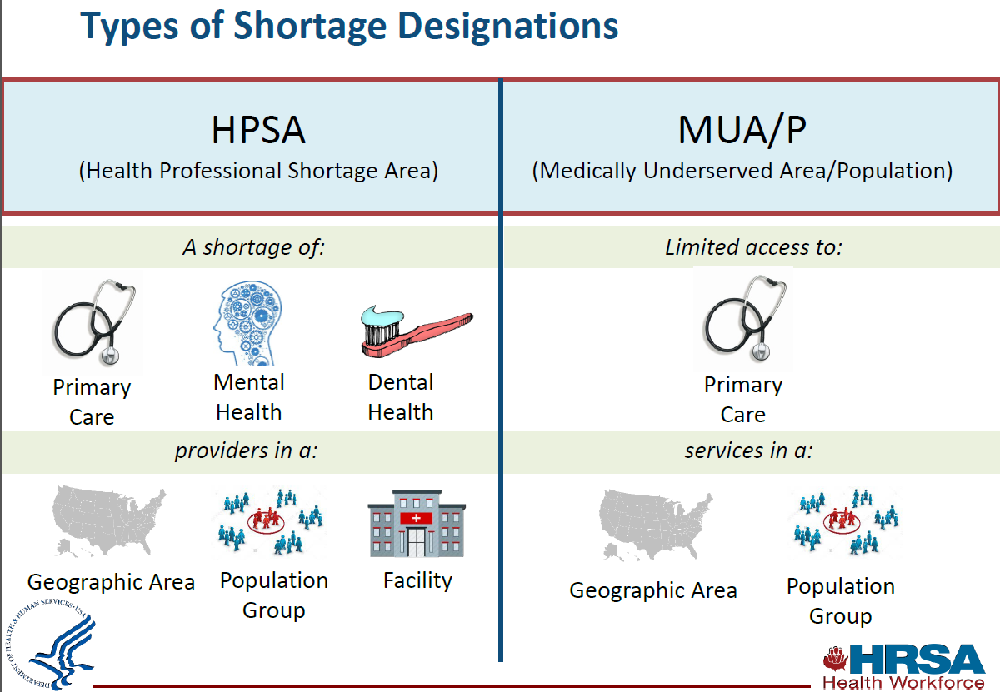 Types of Shortage Designations
HPSA
(Health Professional Shortage Area)
A shortage of:
Primary
Care
Mental
Health
Dental
Health
providers in a:
Geographic Area
Population
Group
Facility
MUA/P
(Medically Underserved Area/Population)
Limited access to:
Primary
Care
services in a:
Geographic Area
Population
Group
DEPARTMENT OF HEALTH & HUMAN SERVICES • USA
HRSA
Health Workforce